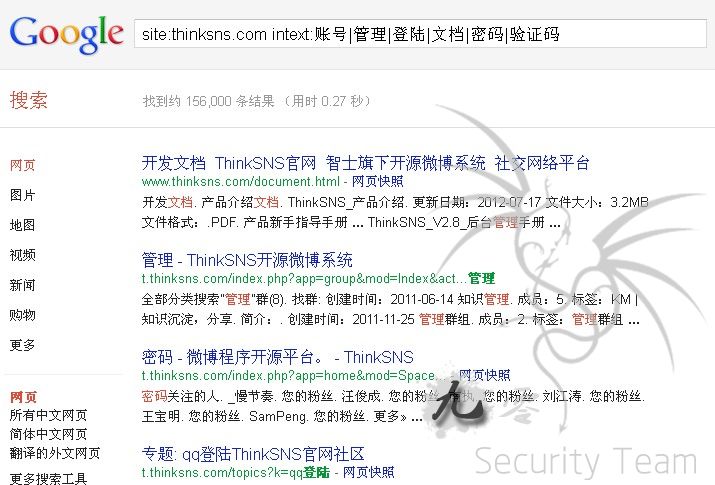 Google
site:thinksns.com intext:账号|管理|登陆|文档|密码|验证码
搜索
找到约 156,000 条结果 （用时 0.27 秒）
网页
图片
地图
视频
新闻
购物
更多
网页
所有中文网页
简体中文网页
翻译的外文网页
更多搜索工具
开发文档 ThinkSNS官网 智士旗下开源微博系统 社交网络平台
www.thinksns.com/document.html - 网页快照
开发文档. 产品介绍文档. ThinkSNS_产品介绍. 更新日期：2012-07-17 文件大小：3.2MB
文件格式：.PDF. 产品新手指导手册 ... ThinkSNS_V2.8_后台管理手册 ...
管理 - ThinkSNS开源微博系统
t.thinksns.com/index.php?app=group&mod=Index&act...管理
全部分类搜索"管理"群(8). 找群: 创建时间：2011-06-14 知识管理. 成员：5. 标签：KM |
知识沉淀，分享. 简介：. 创建时间：2011-11-25 管理群组. 成员：2. 标签：管理群组 ...
密码 - 微博程序开源平台。 - ThinkSNS
t.thinksns.com/index.php?app=home&mod=Space... - 网页快照
密码关注的人. _慢节奏. 您的粉丝. 汪俊成. 您的粉丝. 您的粉丝. 刘江涛. 您的粉丝.
王宝明. 您的粉丝. SamPeng. 您的粉丝. 更多» ...
专题: qq登陆ThinkSNS官网社区
t.thinksns.com/topics?k=qq登陆 - 网页快照
九零
Security Team